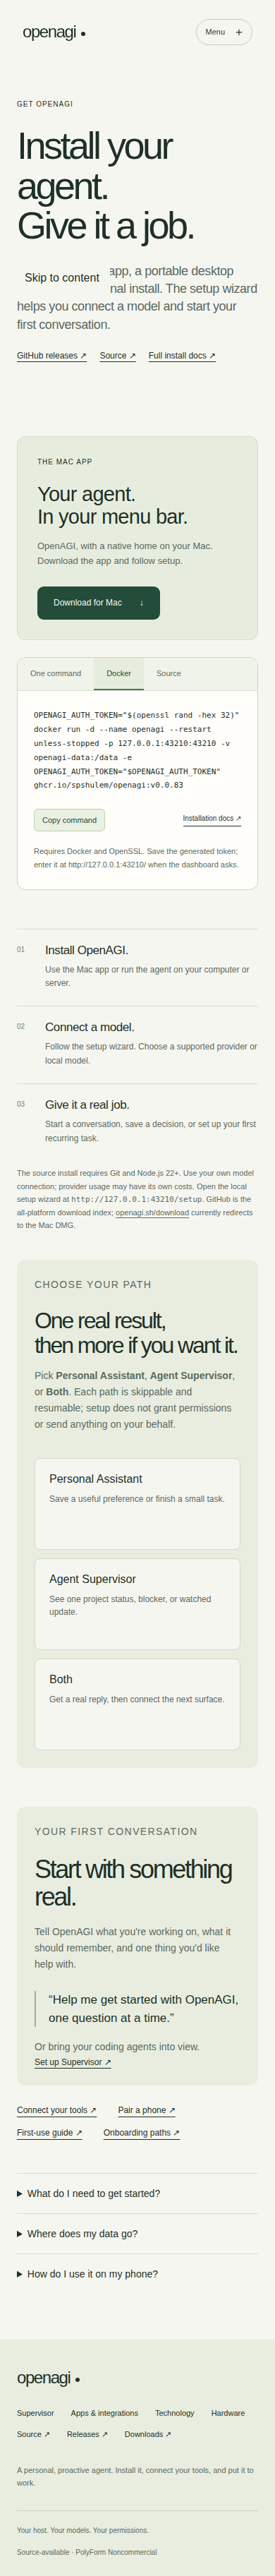 openagi
Menu +
GET OPENAGI
Install your
agent.
Give it a job.
Skip to content
app, a portable desktop
install. The setup wizard
helps you connect a model and start your
first conversation.
GitHub releases ↗ Source ↗ Full install docs ↗
THE MAC APP
Your agent.
In your menu bar.
OpenAGI, with a native home on your Mac.
Download the app and follow setup.
Download for Mac ↓
One command Docker Source
OPENAGI_AUTH_TOKEN="$(openssl rand -hex 32)"
docker run -d --name openagi --restart
unless-stopped -p 127.0.0.1:43210:43210 -v
openagi-data:/data -e
OPENAGI_AUTH_TOKEN="$OPENAGI_AUTH_TOKEN"
ghcr.io/spshulem/openagi:v0.0.83
Copy command Installation docs ↗
Requires Docker and OpenSSL. Save the generated token;
enter it at http://127.0.0.1:43210/ when the dashboard asks.
01 Install OpenAGI.
Use the Mac app or run the agent on your computer or
server.
02 Connect a model.
Follow the setup wizard. Choose a supported provider or
local model.
03 Give it a real job.
Start a conversation, save a decision, or set up your first
recurring task.
The source install requires Git and Node.js 22+. Use your own model
connection; provider usage may have its own costs. Open the local
setup wizard at http://127.0.0.1:43210/setup. GitHub is the
all-platform download index; openagi.sh/download currently redirects
to the Mac DMG.
CHOOSE YOUR PATH
One real result,
then more if you want it.
Pick Personal Assistant, Agent Supervisor,
or Both. Each path is skippable and
resumable; setup does not grant permissions
or send anything on your behalf.
Personal Assistant
Save a useful preference or finish a small task.
Agent Supervisor
See one project status, blocker, or watched
update.
Both
Get a real reply, then connect the next surface.
YOUR FIRST CONVERSATION
Start with something
real.
Tell OpenAGI what you're working on, what it
should remember, and one thing you'd like
help with.
“Help me get started with OpenAGI,
one question at a time.”
Or bring your coding agents into view.
Set up Supervisor ↗
Connect your tools ↗ Pair a phone ↗
First-use guide ↗ Onboarding paths ↗
What do I need to get started?
Where does my data go?
How do I use it on my phone?
openagi
Supervisor Apps & integrations Technology Hardware
Source ↗ Releases ↗ Downloads ↗
A personal, proactive agent. Install it, connect your tools, and put it to
work.
Your host. Your models. Your permissions.
Source-available · PolyForm Noncommercial